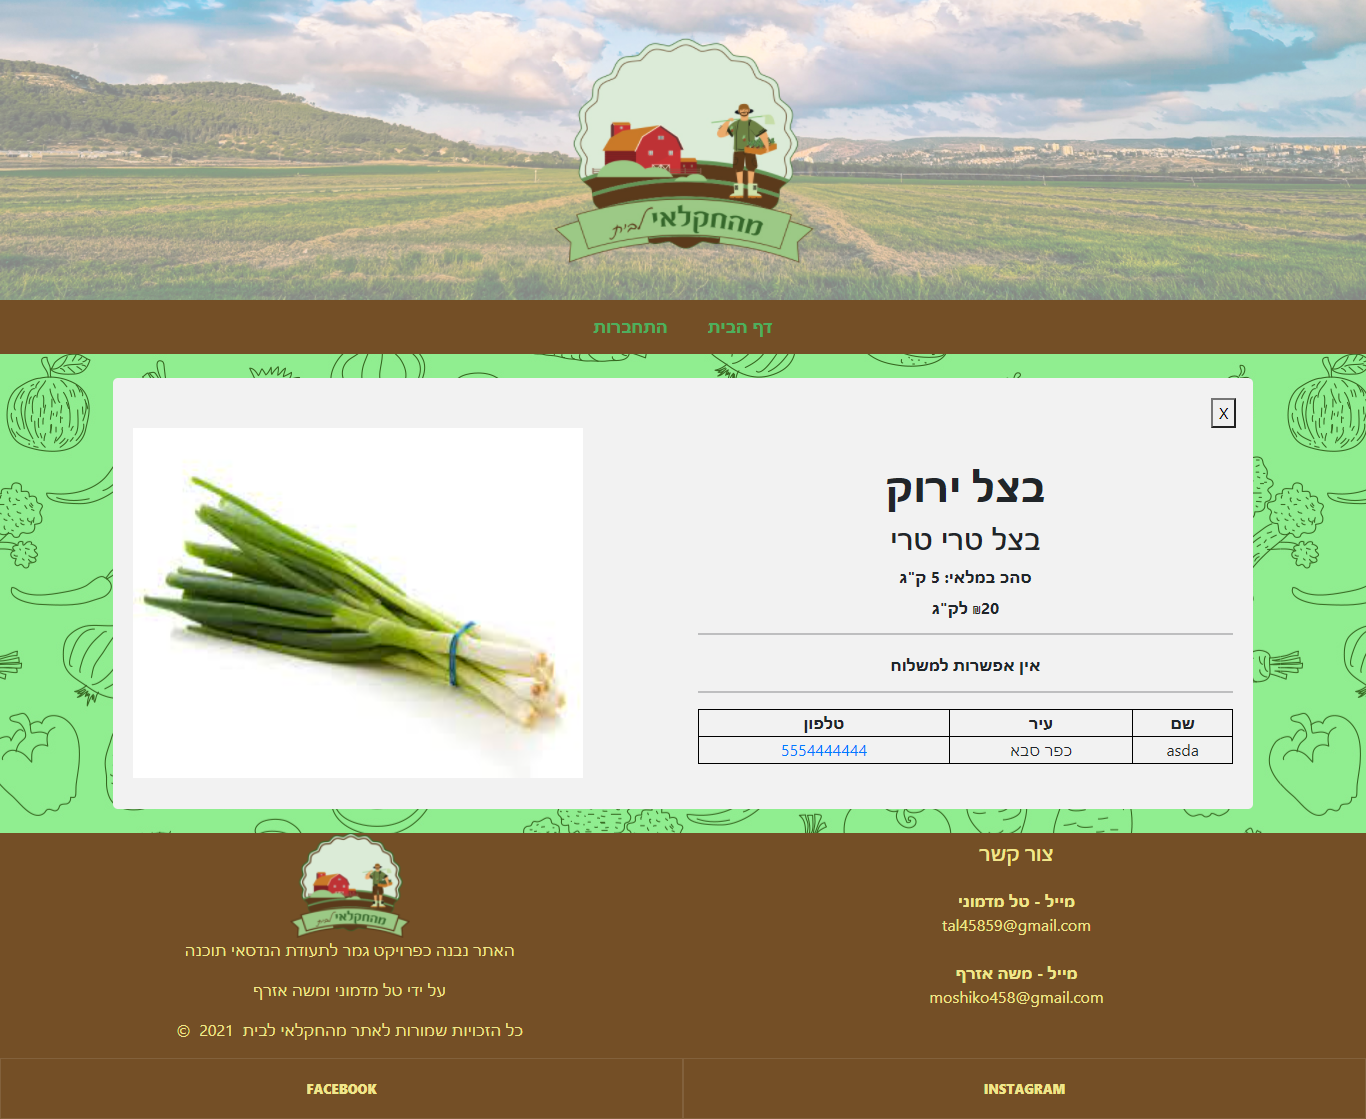 מהחקלאי לבית
דף הבית
התחברות
X
בצל ירוק
בצל טרי טרי
סהכ במלאי: 5 ק"ג
₪20 לק"ג
אין אפשרות למשלוח
שם עיר טלפון
asda כפר סבא 5554444444
צור קשר
מייל - טל מדמוני
tal45859@gmail.com
מייל - משה אזרף
moshiko458@gmail.com
מהחקלאי לבית
האתר נבנה כפרויקט גמר לתעודת הנדסאי תוכנה
על ידי טל מדמוני ומשה אזרף
כל הזכויות שמורות לאתר מהחקלאי לבית 2021 ©
INSTAGRAM
FACEBOOK